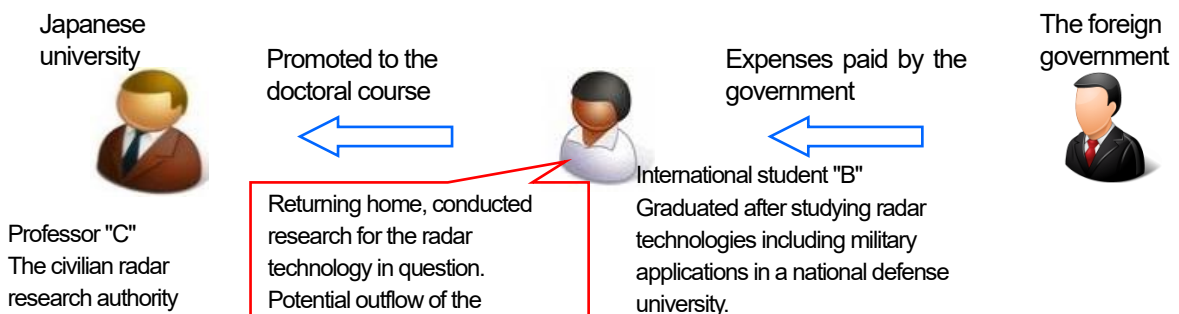 Japanese
university
Promoted to the
doctoral course
Expenses paid by the
government
The foreign
government
Professor "C"
The civilian radar
research authority
Returning home, conducted
research for the radar
technology in question.
Potential outflow of the
International student "B"
Graduated after studying radar
technologies including military
applications in a national defense
university.